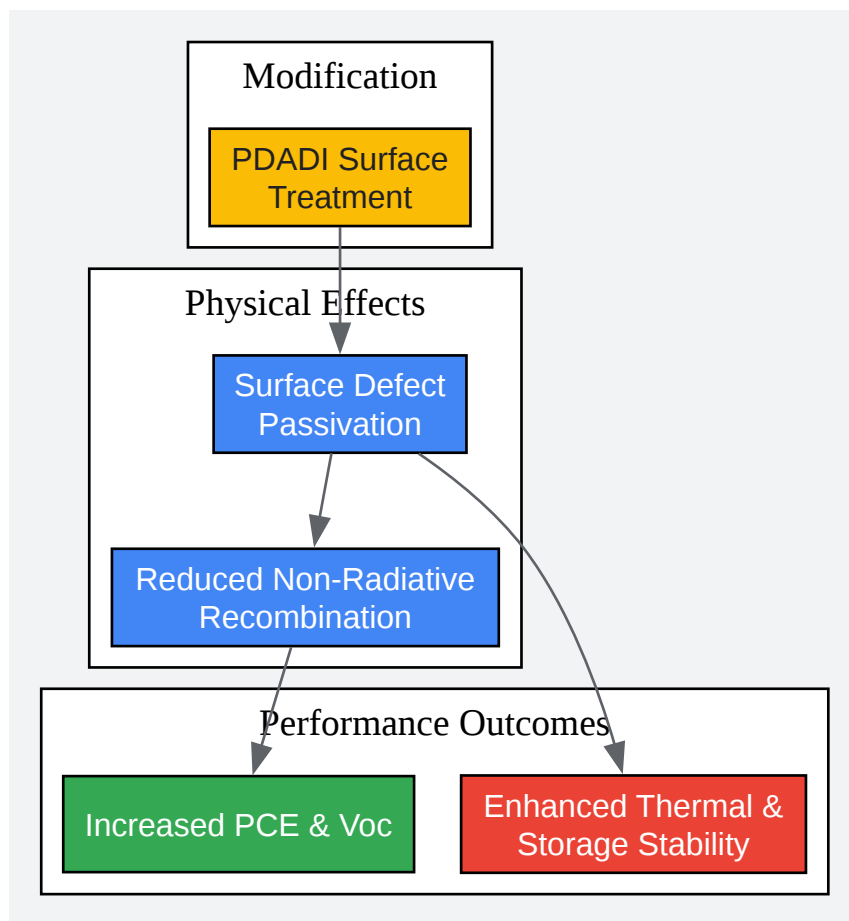 Modification
PDADI Surface
Treatment
Physical Effects
Surface Defect
Passivation
Reduced Non-Radiative
Recombination
Performance Outcomes
Increased PCE & Voc
Enhanced Thermal &
Storage Stability